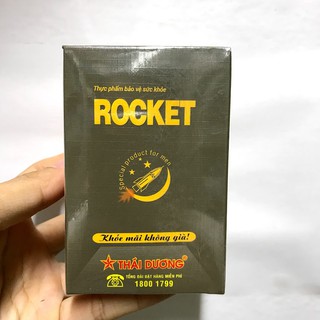 Thực phẩm bảo vệ sức khỏe
ROCKET
Special product for men
Khỏe mãi không già!
THÁI DƯƠNG®
TỔNG ĐÀI ĐẶT HÀNG MIỄN PHÍ
1800 1799